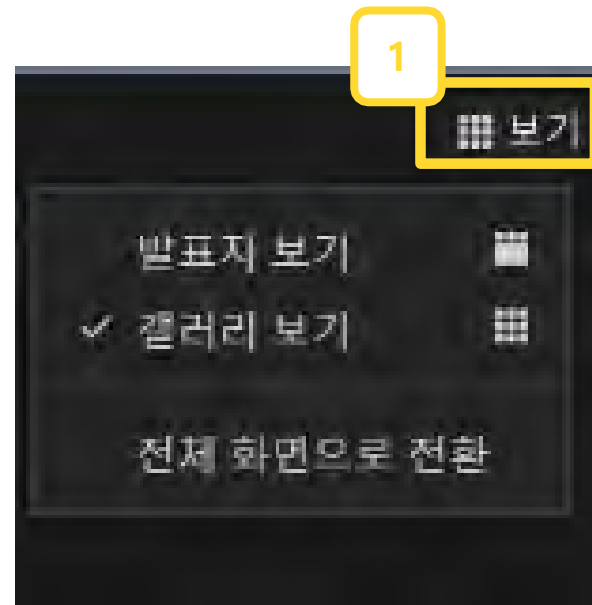 1
보기
발표자 보기
갤러리 보기
전체 화면으로 전환